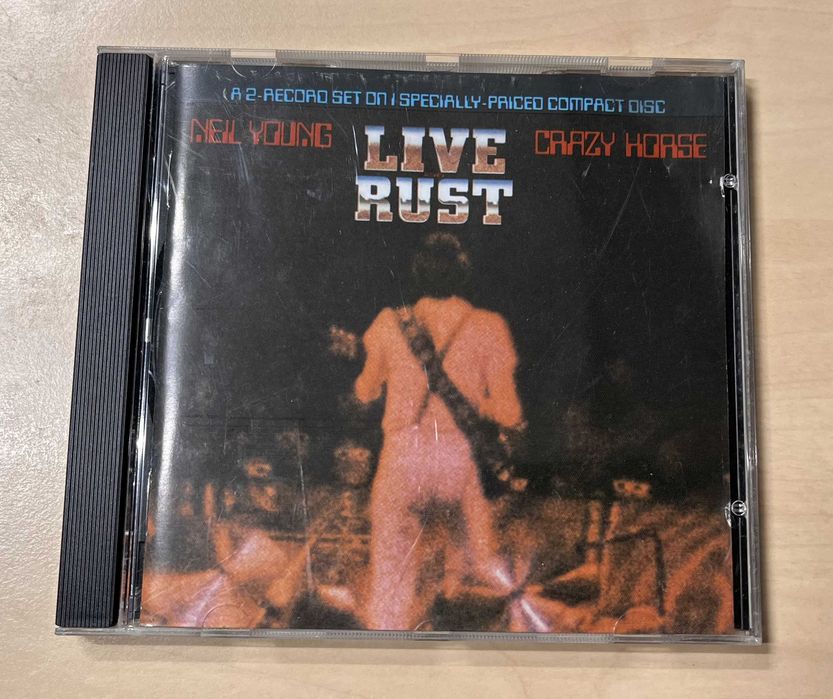 (A 2-RECORD SET ON 1 SPECIALLY-PRICED COMPACT DISC
NEIL YOUNG LIVE CRAZY HORSE
RUST